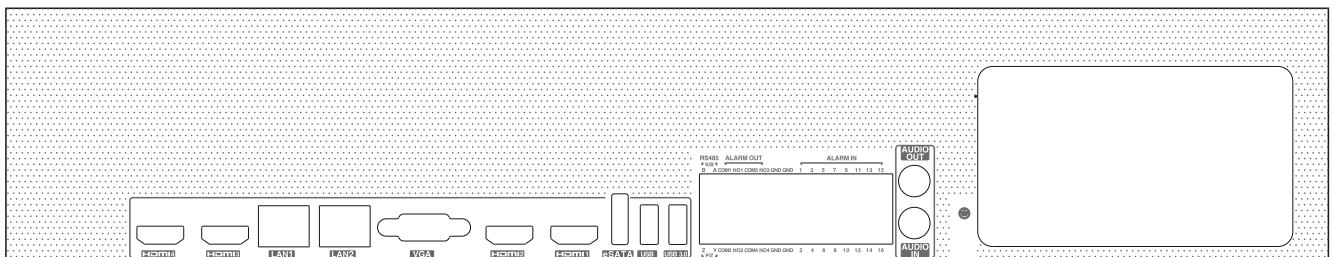 RS485 ALARM OUT ALARM IN
K/B
B A COM1 NO1 COM3 NO3 GND GND 1 3 5 7 9 11 13 15
AUDIO
OUT
Z Y COM2 NO2 COM4 NO4 GND GND 2 4 6 8 10 12 14 16
PTZ
AUDIO
IN
HDMI4 HDMI3 LAN1 LAN2 VGA HDMI2 HDMI1 eSATA USB USB 3.0